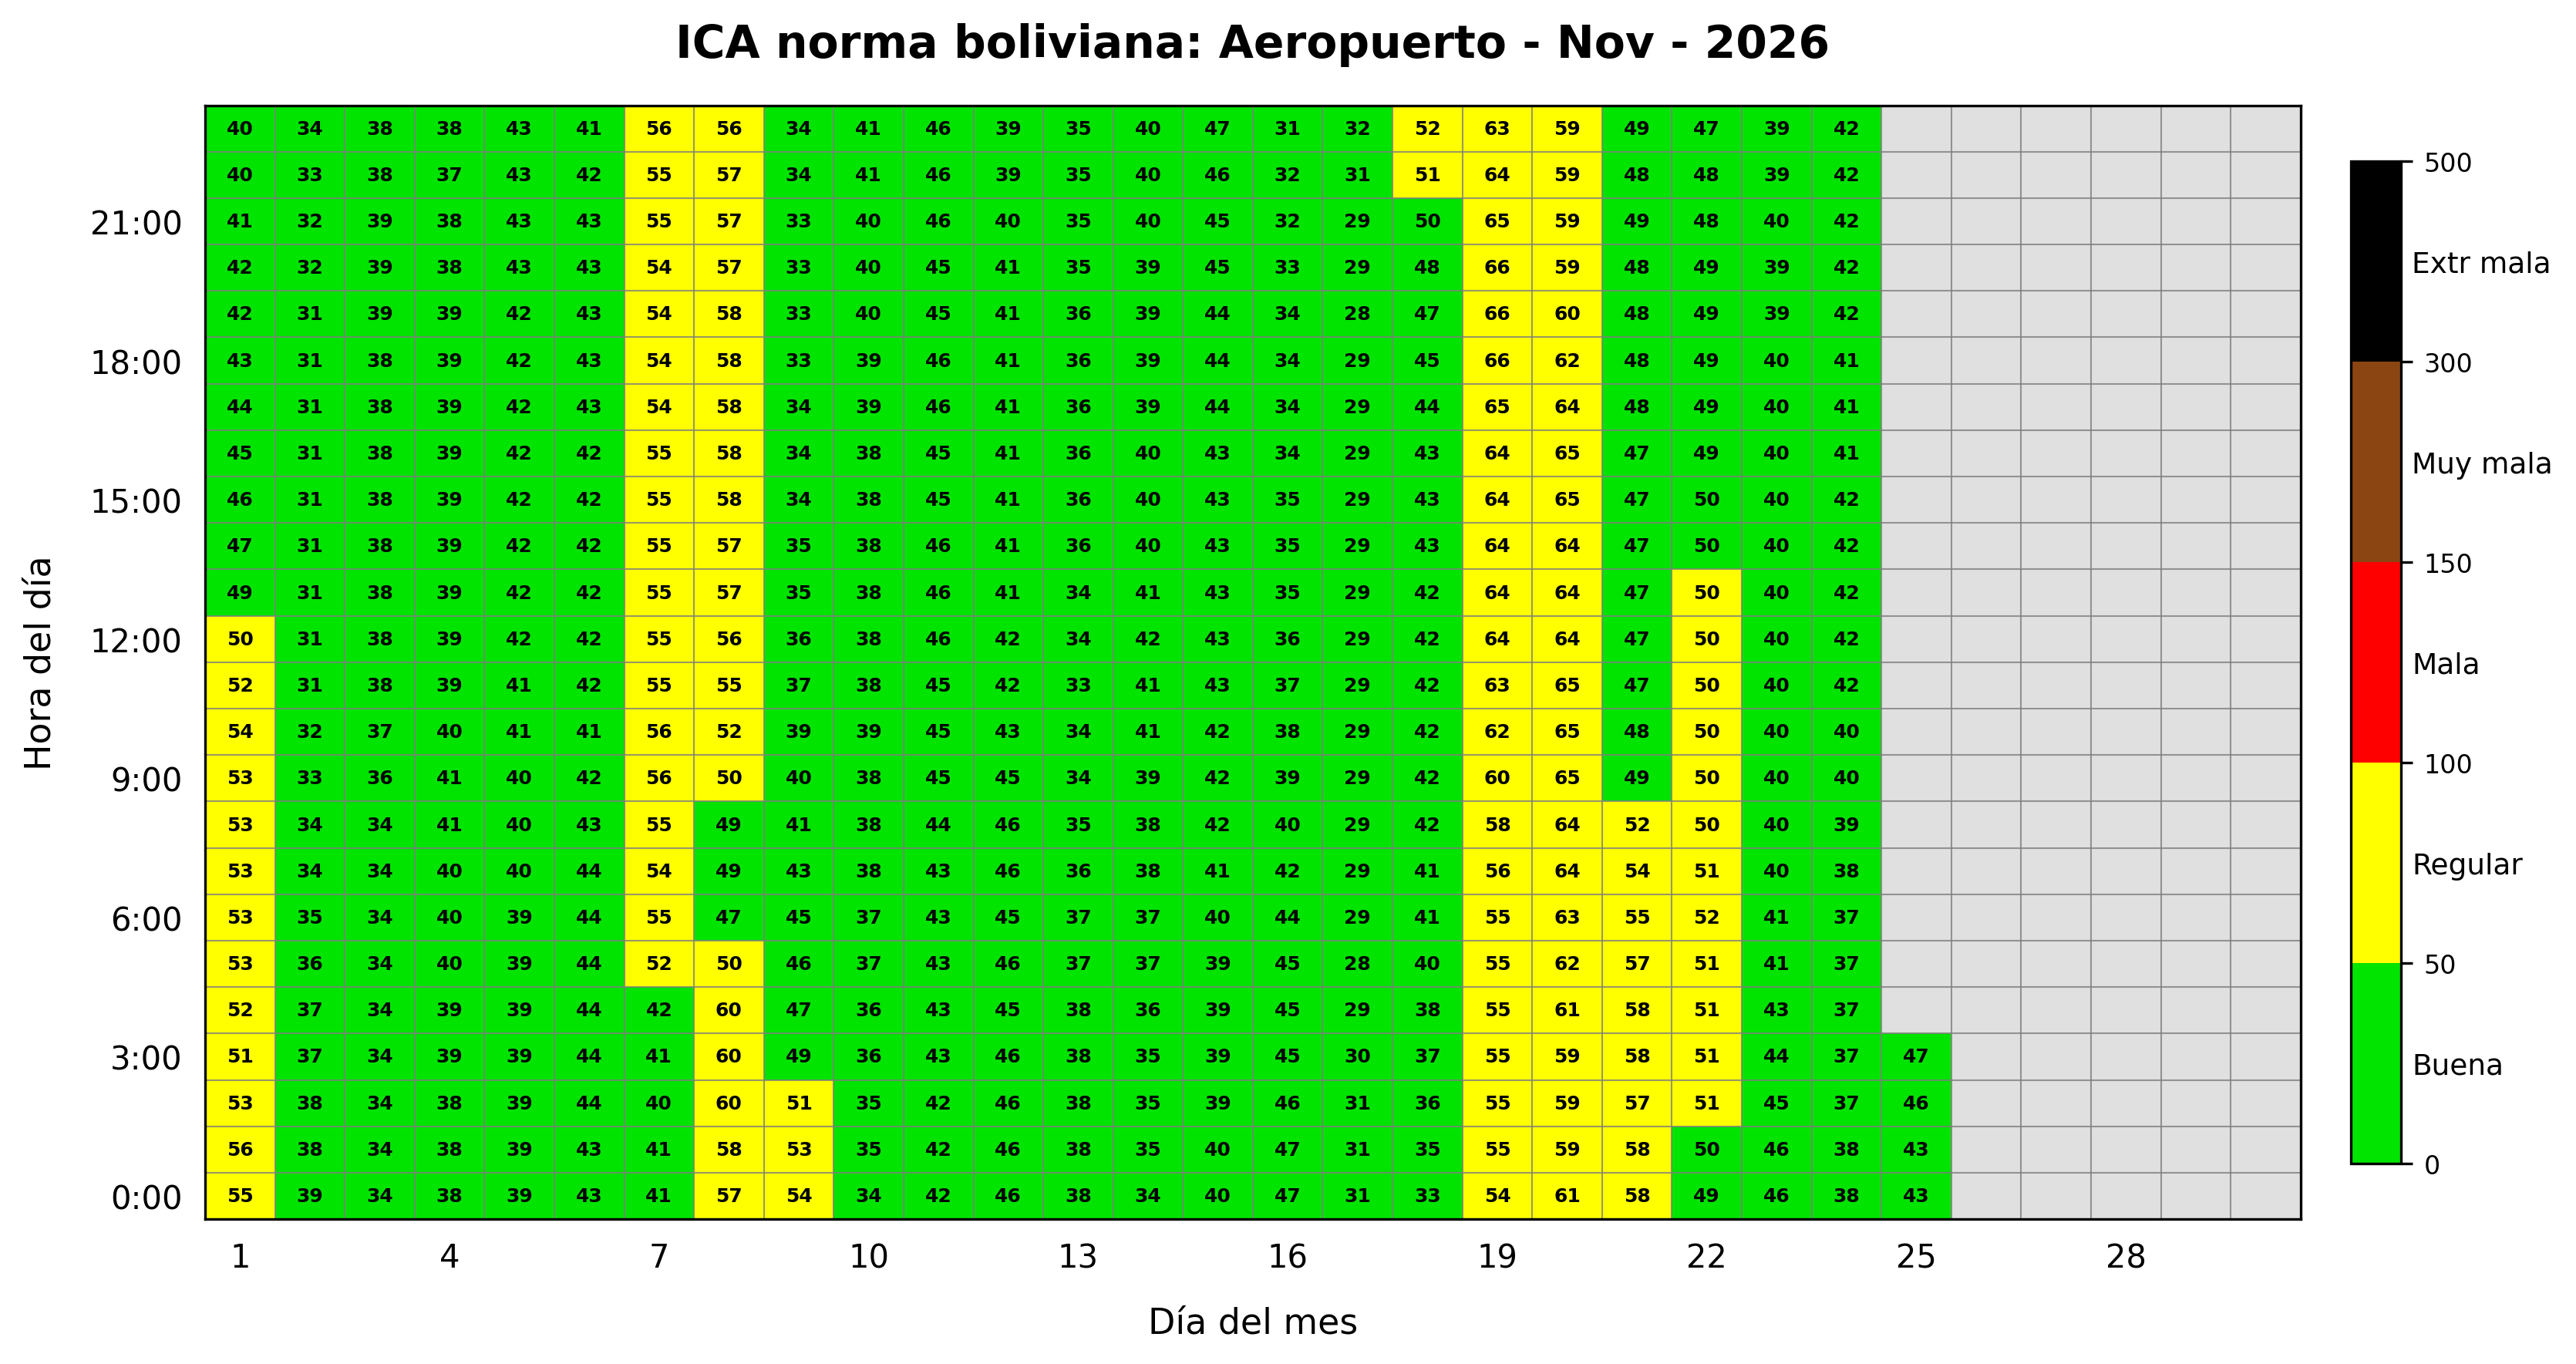 ICA norma boliviana: Aeropuerto - Nov - 2026
40 34 38 38 43 41 56 56 34 41 46 39 35 40 47 31 32 52 63 59 49 47 39 42
40 33 38 37 43 42 55 57 34 41 46 39 35 40 46 32 31 51 64 59 48 48 39 42
21:00 41 32 39 38 43 43 55 57 33 40 46 40 35 40 45 32 29 50 65 59 49 48 40 42
42 32 39 38 43 43 54 57 33 40 45 41 35 39 45 33 29 48 66 59 48 49 39 42
42 31 39 39 42 43 54 58 33 40 45 41 36 39 44 34 28 47 66 60 48 49 39 42
18:00 43 31 38 39 42 43 54 58 33 39 46 41 36 39 44 34 29 45 66 62 48 49 40 41
44 31 38 39 42 43 54 58 34 39 46 41 36 39 44 34 29 44 65 64 48 49 40 41
45 31 38 39 42 42 55 58 34 38 45 41 36 40 43 34 29 43 64 65 47 49 40 41
15:00 46 31 38 39 42 42 55 58 34 38 45 41 36 40 43 35 29 43 64 65 47 50 40 42
47 31 38 39 42 42 55 57 35 38 46 41 36 40 43 35 29 43 64 64 47 50 40 42
49 31 38 39 42 42 55 57 35 38 46 41 34 41 43 35 29 42 64 64 47 50 40 42
12:00 50 31 38 39 42 42 55 56 36 38 46 42 34 42 43 36 29 42 64 64 47 50 40 42
52 31 38 39 41 42 55 55 37 38 45 42 33 41 43 37 29 42 63 65 47 50 40 42
54 32 37 40 41 41 56 52 39 39 45 43 34 41 42 38 29 42 62 65 48 50 40 40
9:00 53 33 36 41 40 42 56 50 40 38 45 45 34 39 42 39 29 42 60 65 49 50 40 40
53 34 34 41 40 43 55 49 41 38 44 46 35 38 42 40 29 42 58 64 52 50 40 39
53 34 34 40 40 44 54 49 43 38 43 46 36 38 41 42 29 41 56 64 54 51 40 38
6:00 53 35 34 40 39 44 55 47 45 37 43 45 37 37 40 44 29 41 55 63 55 52 41 37
53 36 34 40 39 44 52 50 46 37 43 46 37 37 39 45 28 40 55 62 57 51 41 37
52 37 34 39 39 44 42 60 47 36 43 45 38 36 39 45 29 38 55 61 58 51 43 37
3:00 51 37 34 39 39 44 41 60 49 36 43 46 38 35 39 45 30 37 55 59 58 51 44 37 47
53 38 34 38 39 44 40 60 51 35 42 46 38 35 39 46 31 36 55 59 57 51 45 37 46
56 38 34 38 39 43 41 58 53 35 42 46 38 35 40 47 31 35 55 59 58 50 46 38 43
0:00 55 39 34 38 39 43 41 57 54 34 42 46 38 34 40 47 31 33 54 61 58 49 46 38 43
1 4 7 10 13 16 19 22 25 28
Día del mes
Hora del día
500
Extr mala
300
Muy mala
150
Mala
100
Regular
50
Buena
0